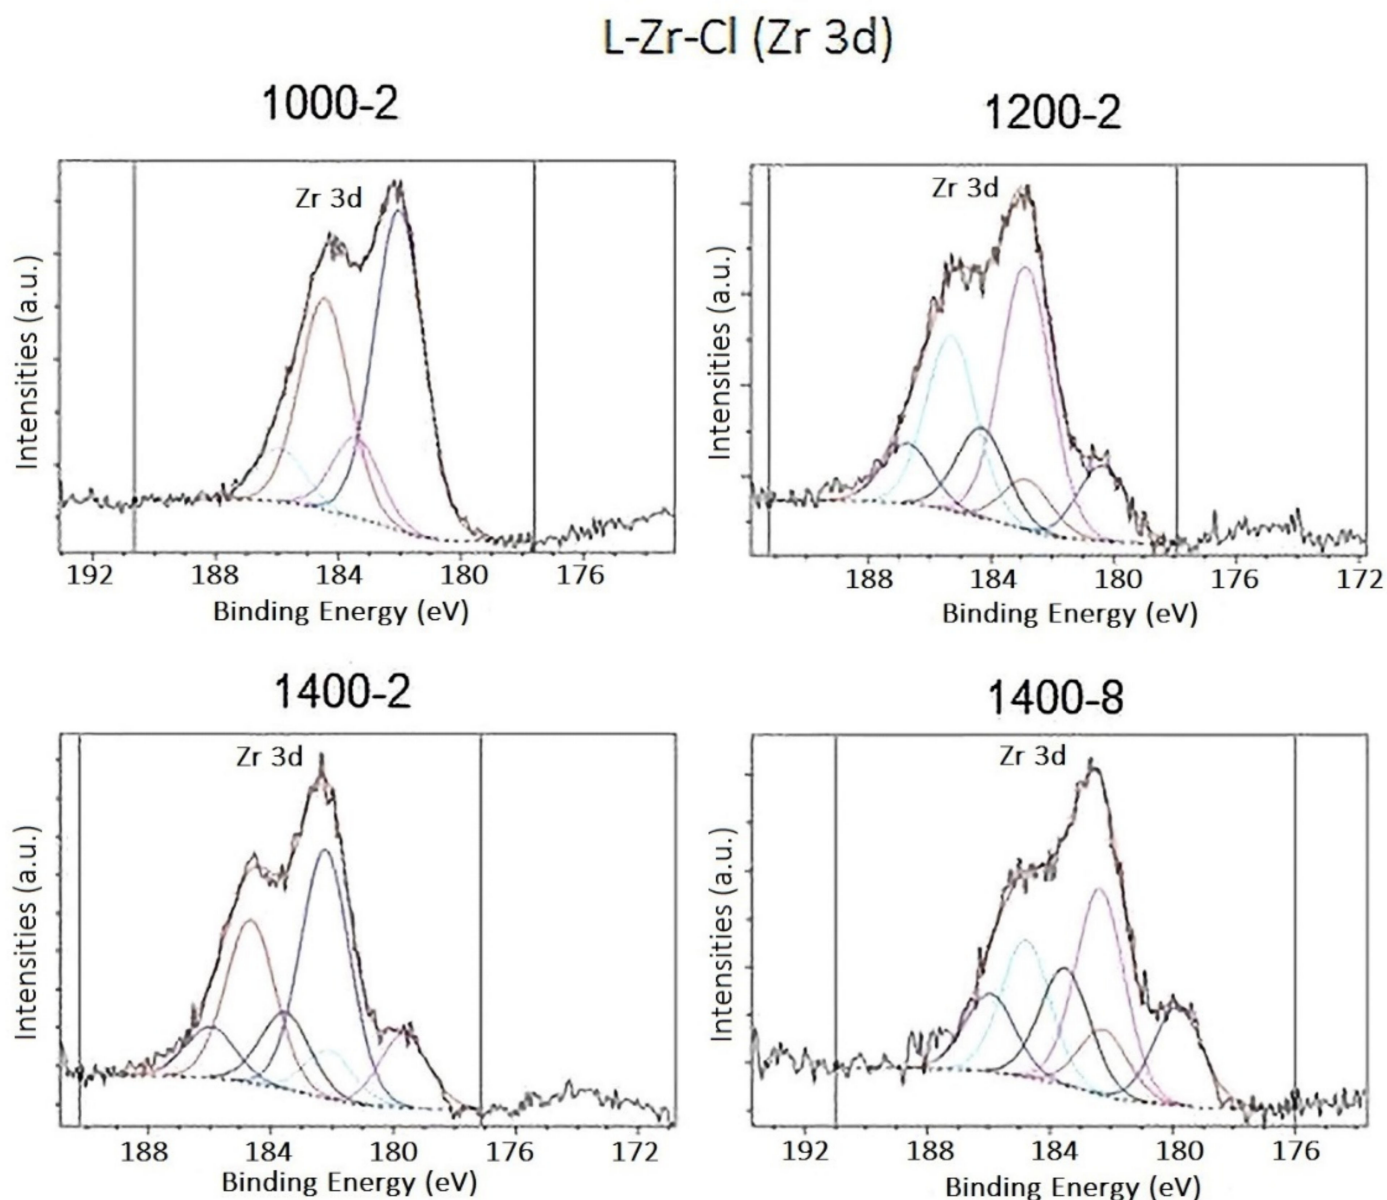 L-Zr-Cl (Zr 3d)
1000-2
1200-2
Zr 3d
Intensities (a.u.)
192 188 184 180 176
Binding Energy (eV)
Zr 3d
Intensities (a.u.)
188 184 180 176 172
Binding Energy (eV)
1400-2
1400-8
Zr 3d
Intensities (a.u.)
188 184 180 176 172
Binding Energy (eV)
Zr 3d
Intensities (a.u.)
192 188 184 180 176
Binding Energy (eV)